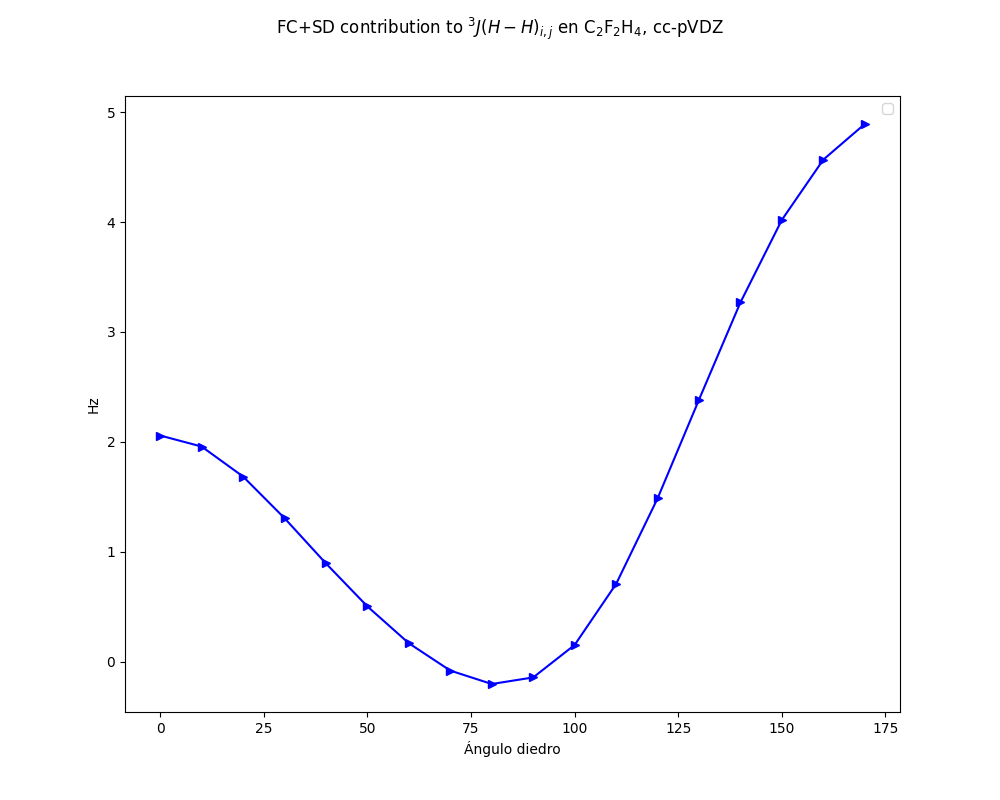 FC+SD contribution to ³J(H − H)ᵢ,ⱼ en C₂F₂H₄, cc-pVDZ
5
4
3
2
1
0
Hz
0 25 50 75 100 125 150 175
Ángulo diedro